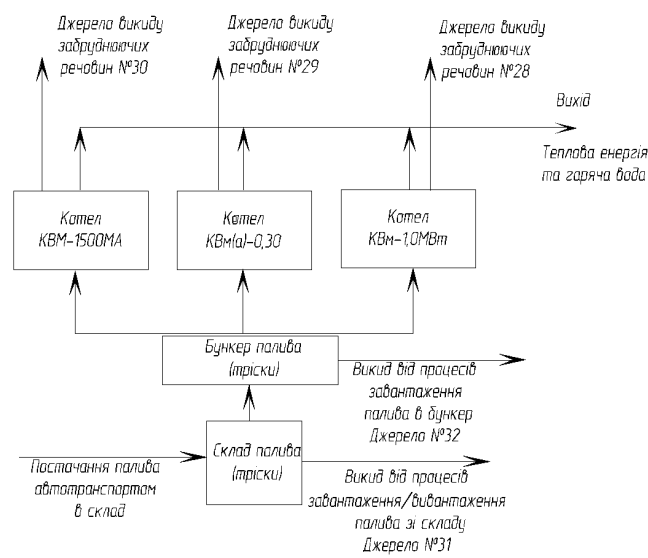 Джерело викиду
забруднюючих
речовин №30
Джерело викиду
забруднюючих
речовин №29
Джерело викиду
забруднюючих
речовин №28
Вихід
Теплова енергія
та гаряча вода
Котел
КВМ-1500МА
Котел
КВм(а)-0,30
Котел
КВм-1,0МВт
Бункер палива
(тріски)
Викид від процесів
завантаження
палива в бункер
Джерело №32
Склад палива
(тріски)
Постачання палива
автотранспортом
в склад
Викид від процесів
завантаження/вивантаження
палива зі складу
Джерело №31